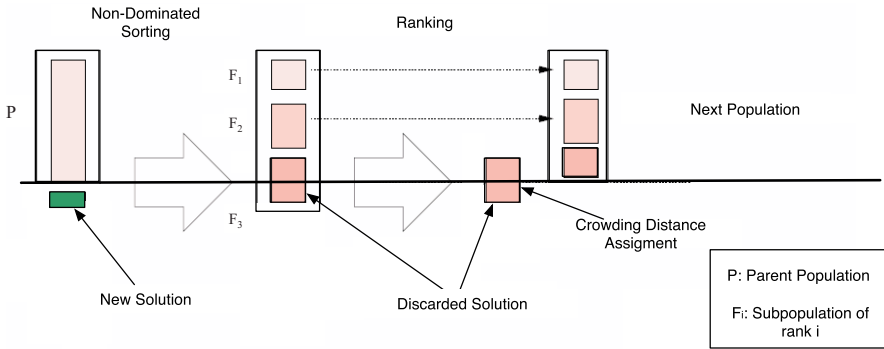 Non-Dominated
Sorting
Ranking
P
F1
F2
F3
Next Population
New Solution
Discarded Solution
Crowding Distance
Assigment
P: Parent Population
Fi: Subpopulation of
rank i